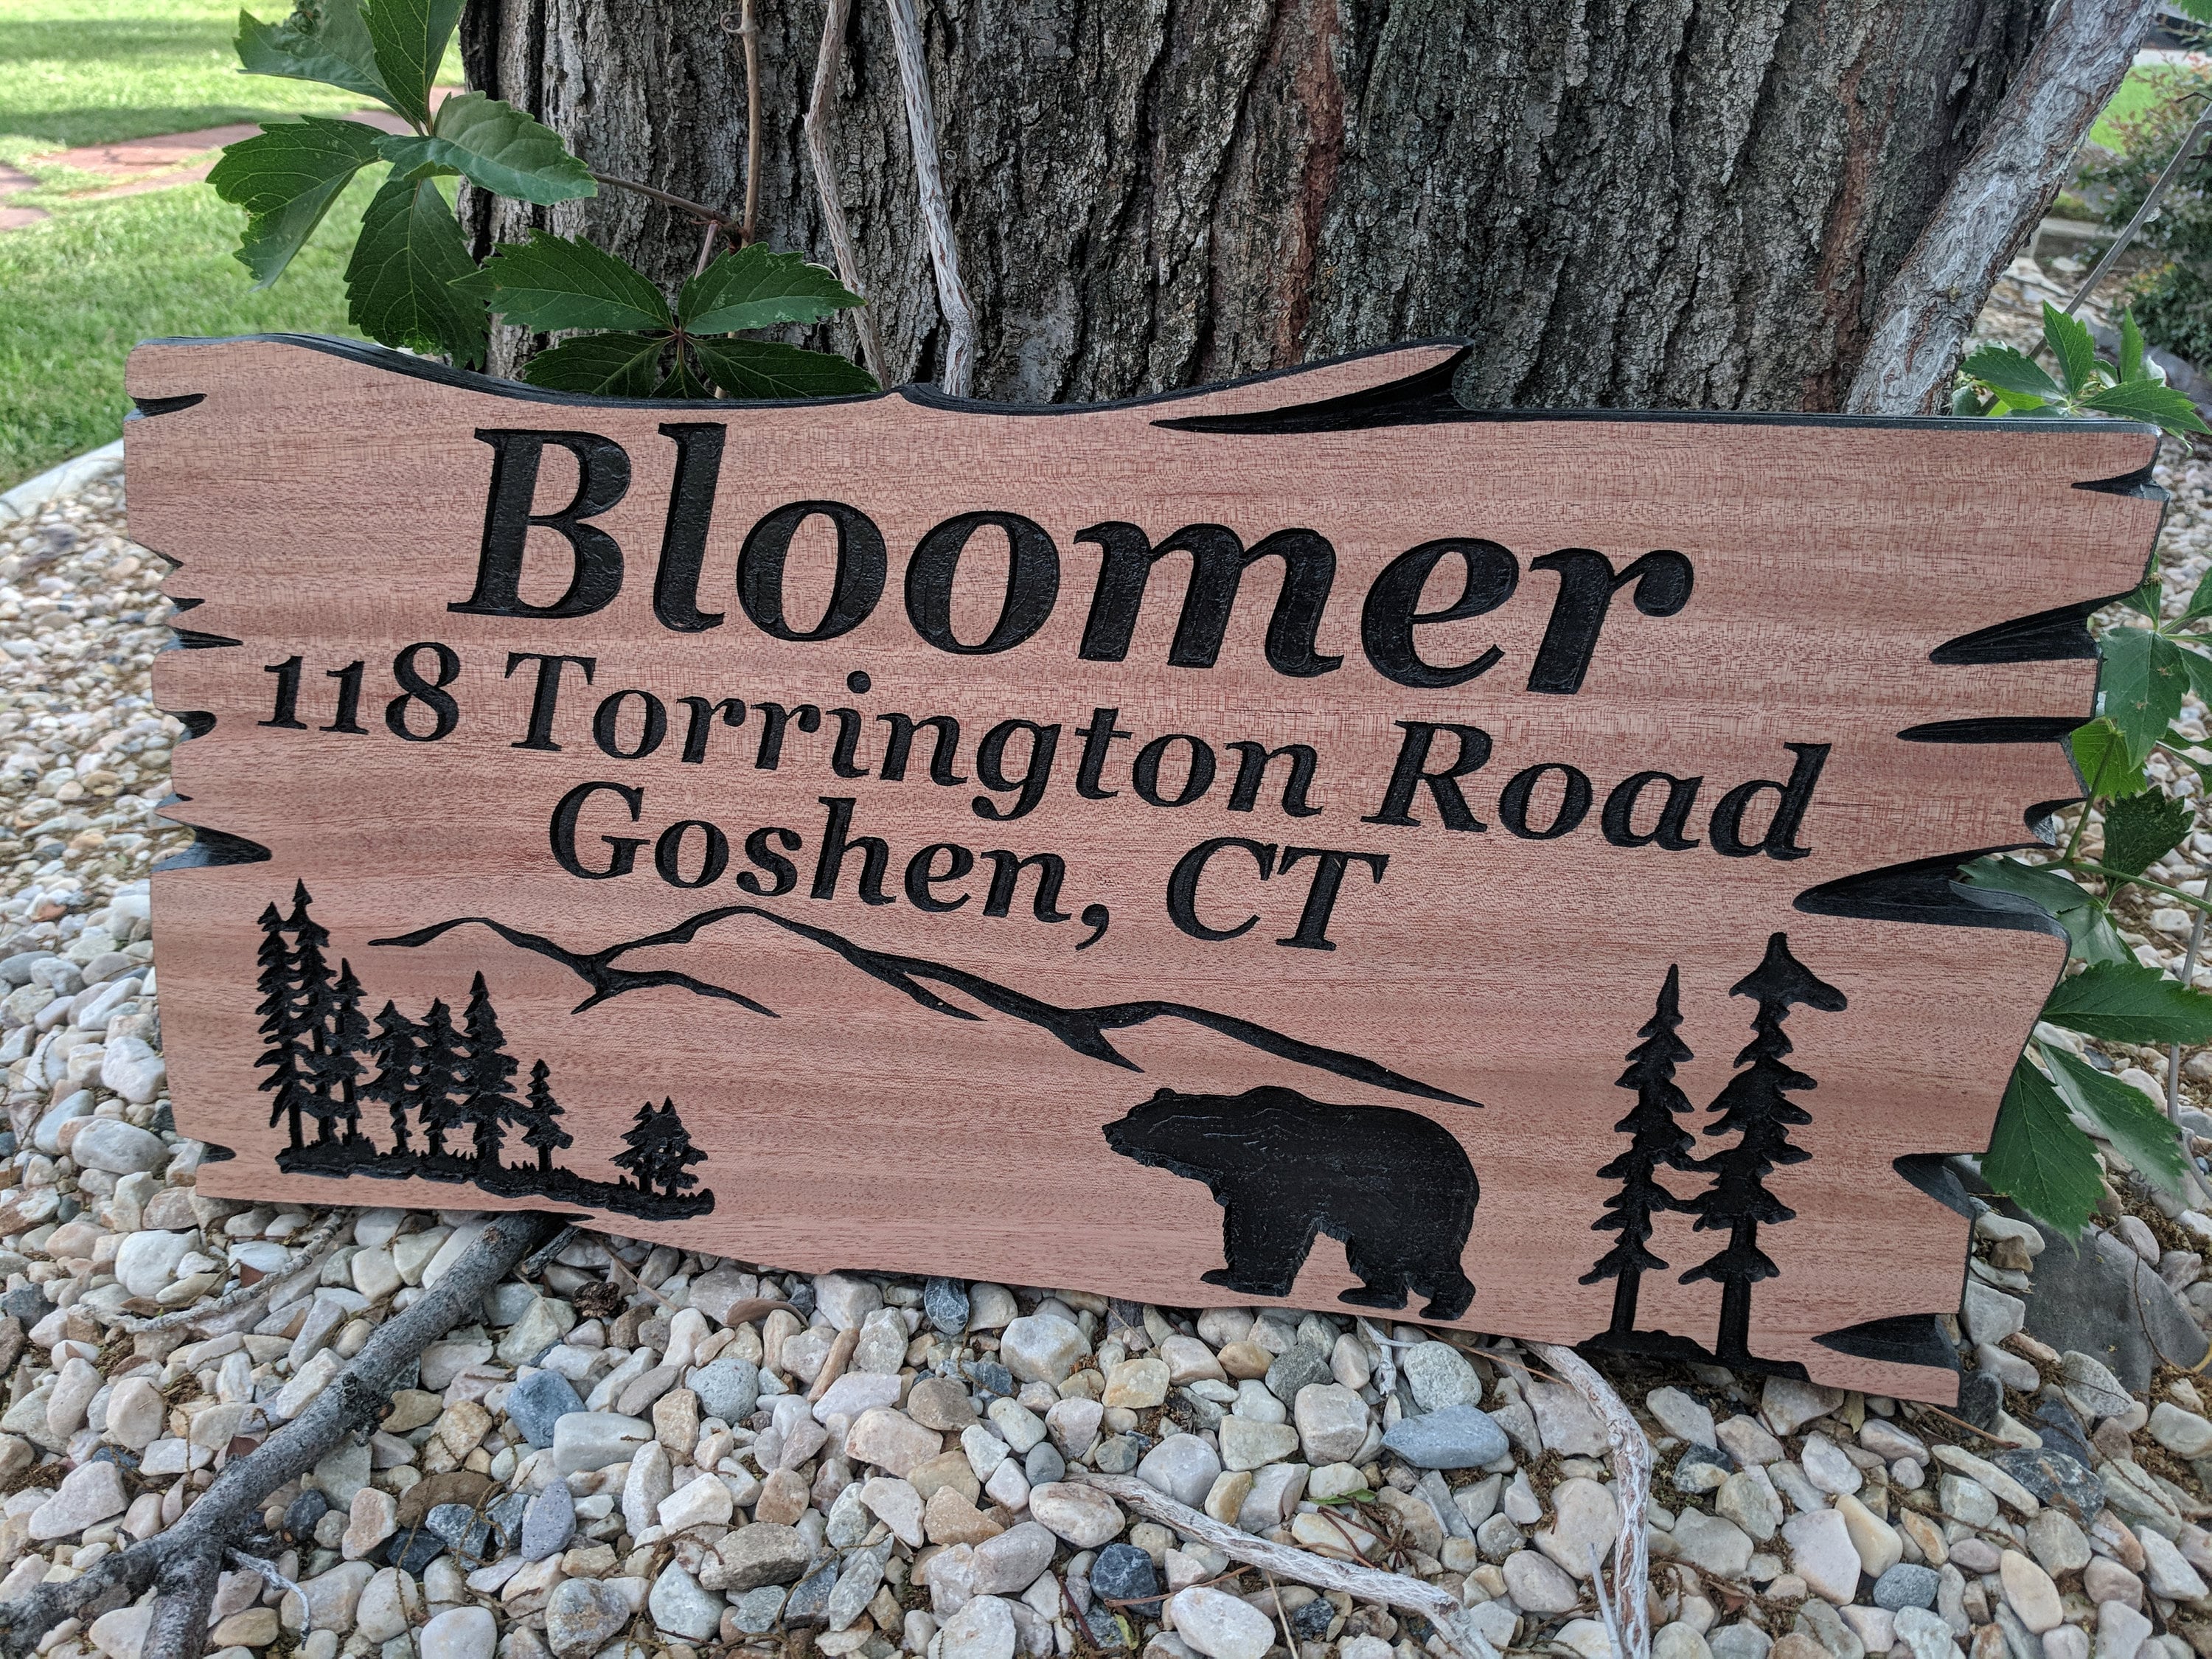 Bloomer
118 Torrington Road
Goshen, CT